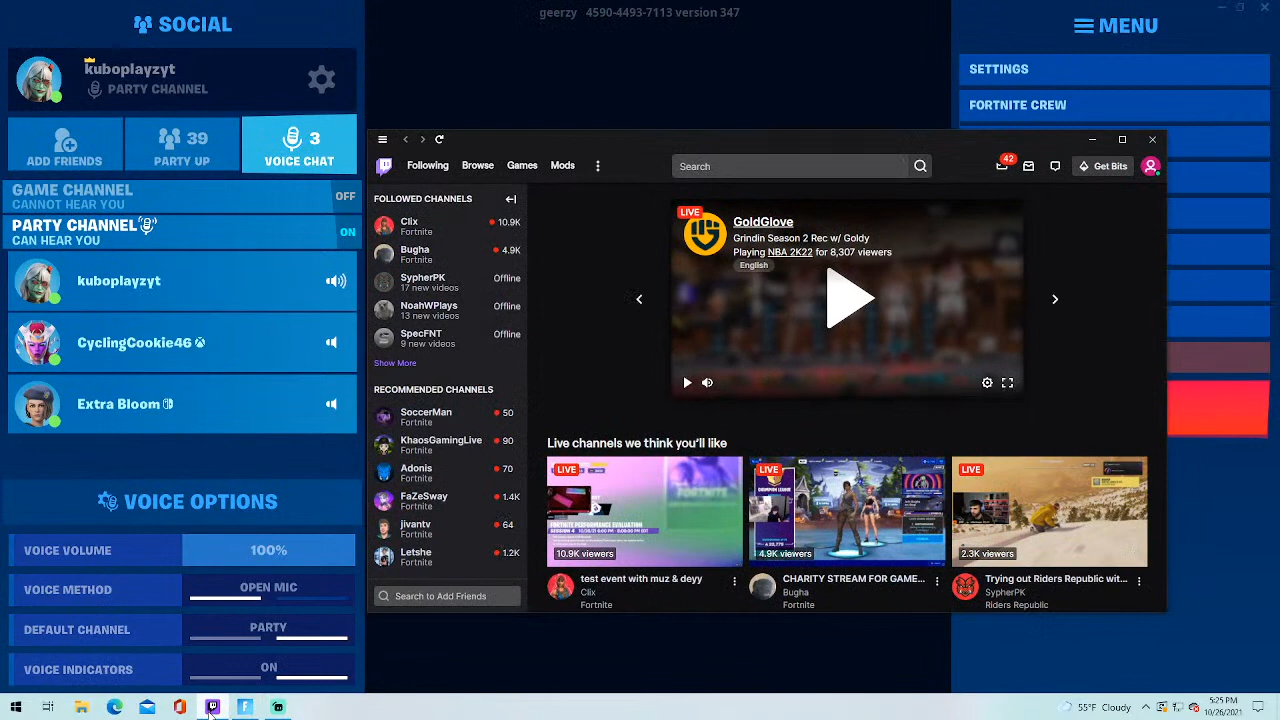 geerzy 4590-4493-7113 version 347
SOCIAL
kuboplayzyt
PARTY CHANNEL
ADD FRIENDS
39
PARTY UP
3
VOICE CHAT
GAME CHANNEL
CANNOT HEAR YOU
OFF
PARTY CHANNEL
CAN HEAR YOU
ON
kuboplayzyt
CyclingCookie46
Extra Bloom
VOICE OPTIONS
VOICE VOLUME
100%
VOICE METHOD
OPEN MIC
DEFAULT CHANNEL
PARTY
VOICE INDICATORS
ON
MENU
SETTINGS
FORTNITE CREW
Following
Browse
Games
Mods
Search
42
Get Bits
FOLLOWED CHANNELS
Clix
10.9K
Fortnite
Bugha
4.9K
Fortnite
SypherPK
Offline
17 new videos
NoahWPlays
Offline
13 new videos
SpecFNT
Offline
9 new videos
Show More
RECOMMENDED CHANNELS
SoccerMan
50
Fortnite
KhaosGamingLive
90
Fortnite
Adonis
70
Fortnite
FaZeSway
1.4K
Fortnite
jivantv
64
Fortnite
Letshe
1.2K
Fortnite
Search to Add Friends
LIVE
GoldGlove
Grindin Season 2 Rec w/ Goldy
Playing NBA 2K22 for 8,307 viewers
English
Live channels we think you'll like
LIVE
FORTNITE PERFORMANCE EVALUATION
10.9K viewers
test event with muz & deyy
Clix
Fortnite
LIVE
CHAMPION LEAGUE
4.9K viewers
CHARITY STREAM FOR GAME...
Bugha
Fortnite
LIVE
2.3K viewers
Trying out Riders Republic wit...
SypherPK
Riders Republic
55°F Cloudy
5:25 PM
10/26/2021